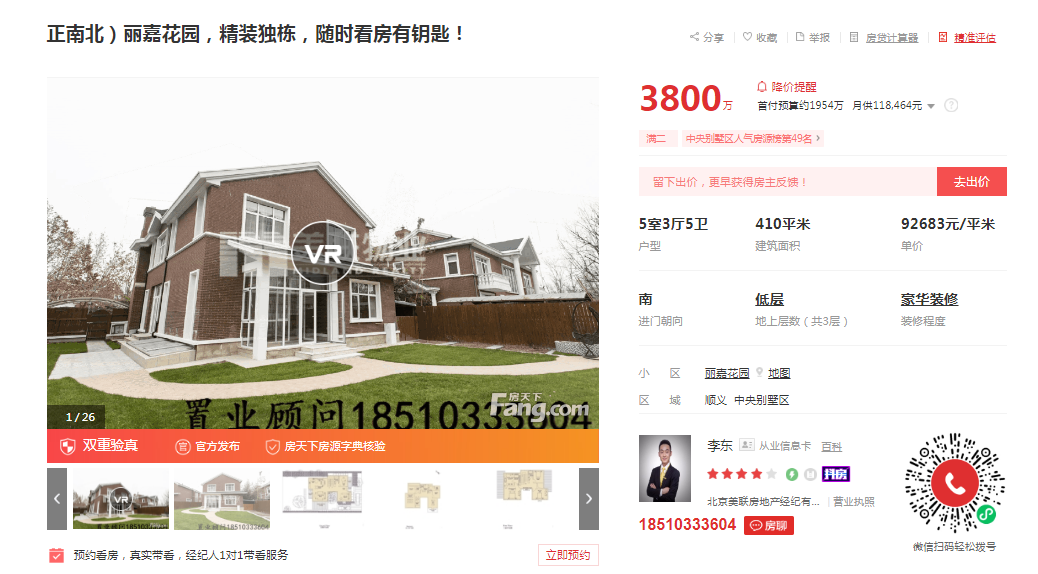 正南北）丽嘉花园，精装独栋，随时看房有钥匙！
分享 收藏 举报 房贷计算器 精准评估
3800万
降价提醒
首付预算约1954万 月供118,464元
满二 中央别墅区人气房源榜第49名
留下出价，更早获得房主反馈！ 去出价
5室3厅5卫 410平米 92683元/平米
户型 建筑面积 单价
南 低层 豪华装修
进门朝向 地上层数（共3层） 装修程度
小区 丽嘉花园 地图
区域 顺义 中央别墅区
VR
置业顾问18510333604
房天下
Fang.com
1 / 26
双重验真 官方发布 房天下房源字典核验
VR
预约看房，真实带看，经纪人1对1带看服务 立即预约
李东 从业信息卡 百科
抖房
北京美联房地产经纪有... 营业执照
18510333604 房聊
微信扫码轻松拨号